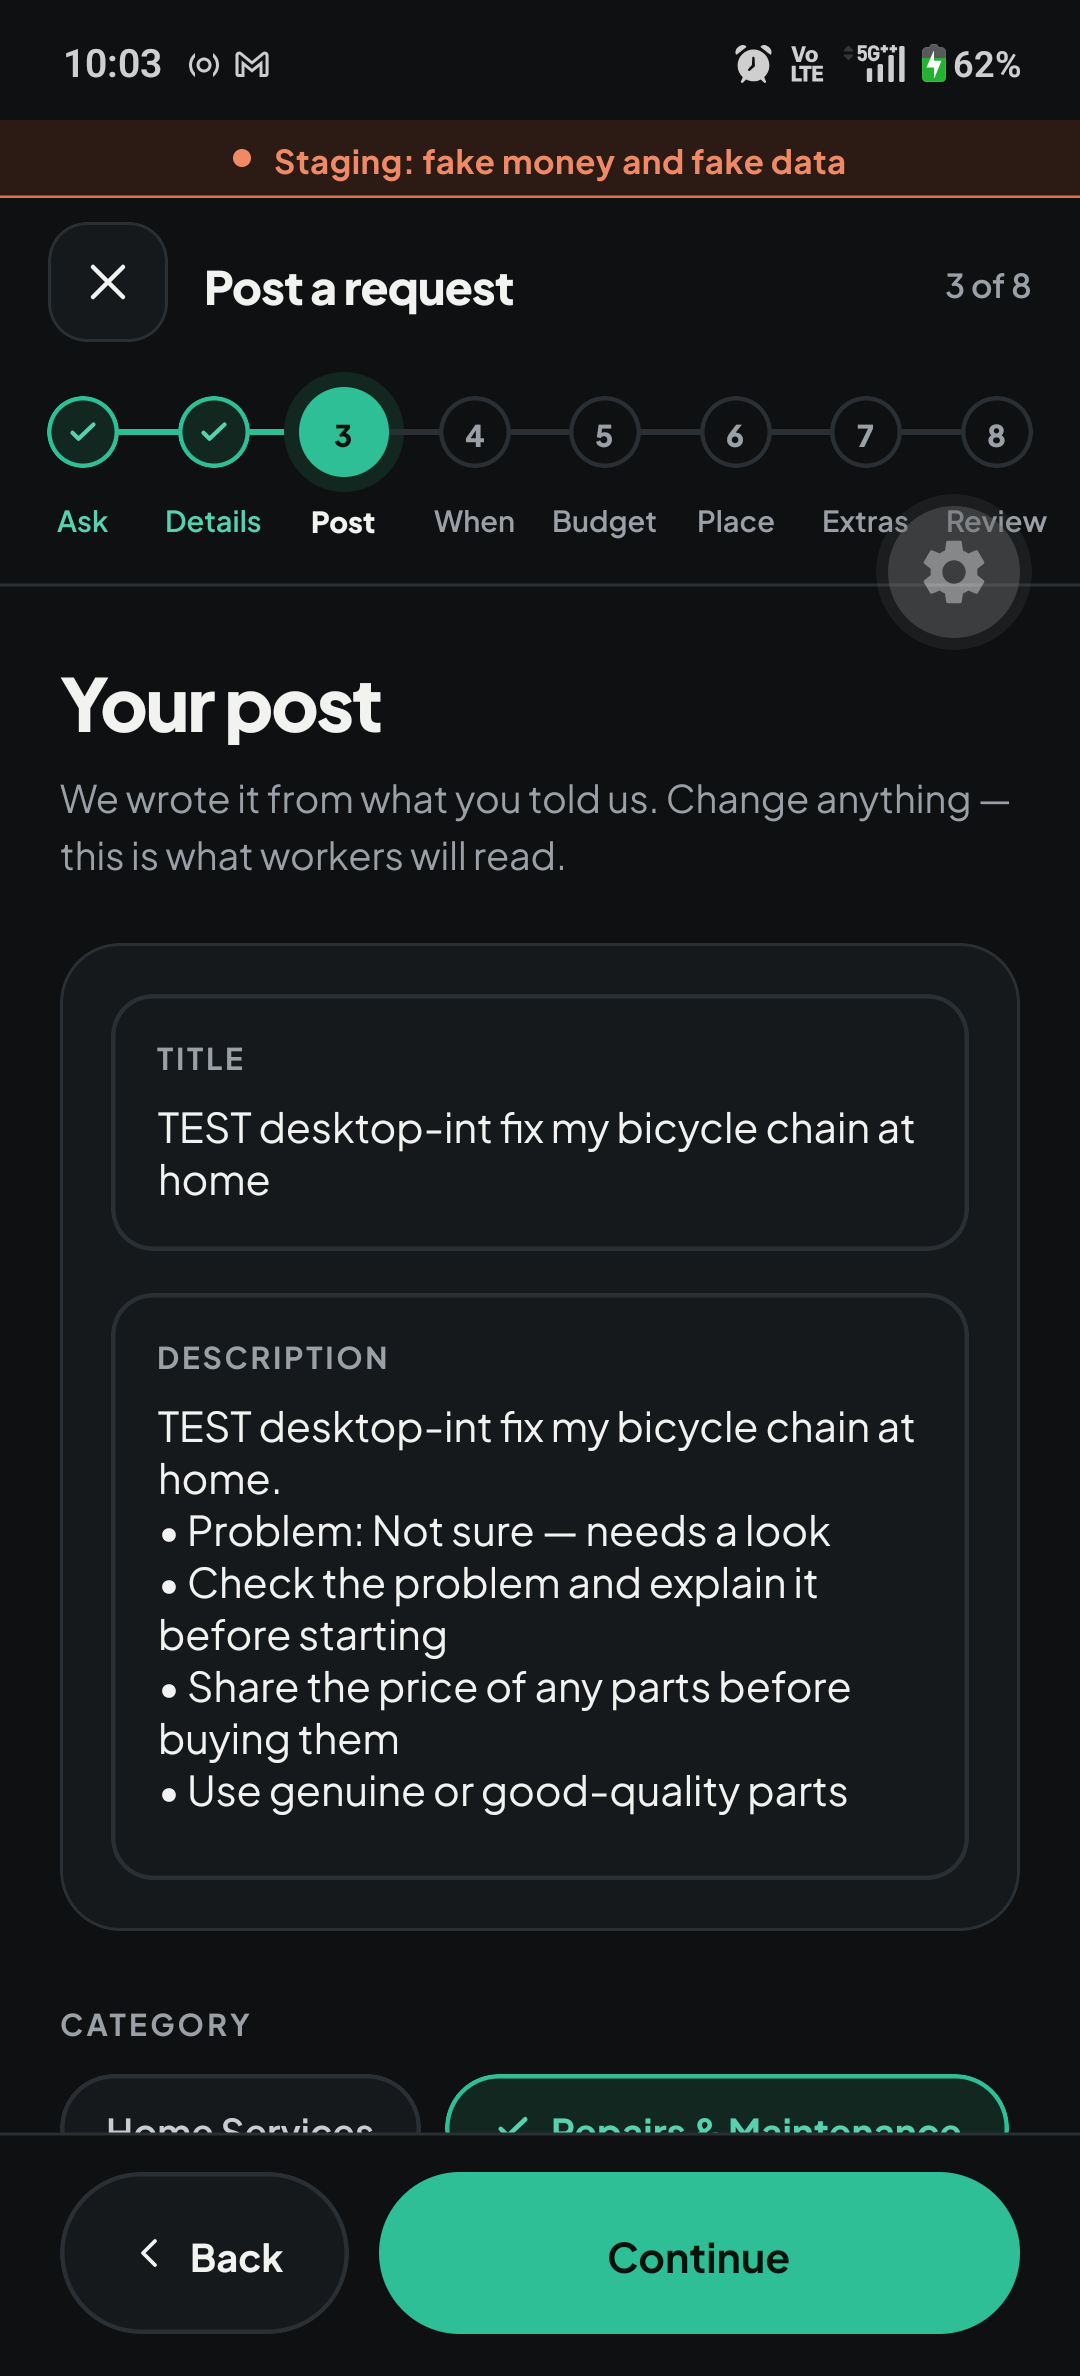 10:03
Vo LTE 5G++ 62%
Staging: fake money and fake data
Post a request
3 of 8
3 4 5 6 7 8
Ask Details Post When Budget Place Extras Review
Your post
We wrote it from what you told us. Change anything —
this is what workers will read.
TITLE
TEST desktop-int fix my bicycle chain at
home
DESCRIPTION
TEST desktop-int fix my bicycle chain at
home.
• Problem: Not sure — needs a look
• Check the problem and explain it
before starting
• Share the price of any parts before
buying them
• Use genuine or good-quality parts
CATEGORY
Home Services Repairs & Maintenance
Back Continue